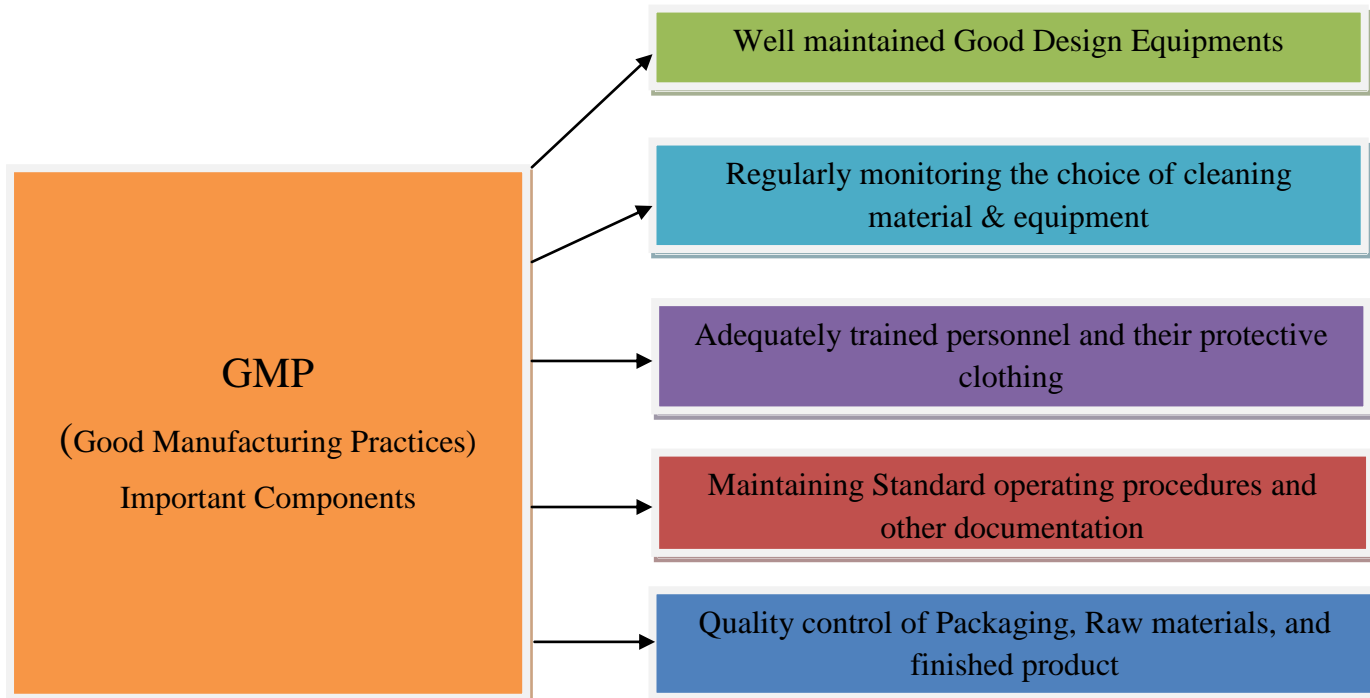 Well maintained Good Design Equipments
Regularly monitoring the choice of cleaning
material & equipment
Adequately trained personnel and their protective
clothing
GMP
(Good Manufacturing Practices)
Important Components
Maintaining Standard operating procedures and
other documentation
Quality control of Packaging, Raw materials, and
finished product